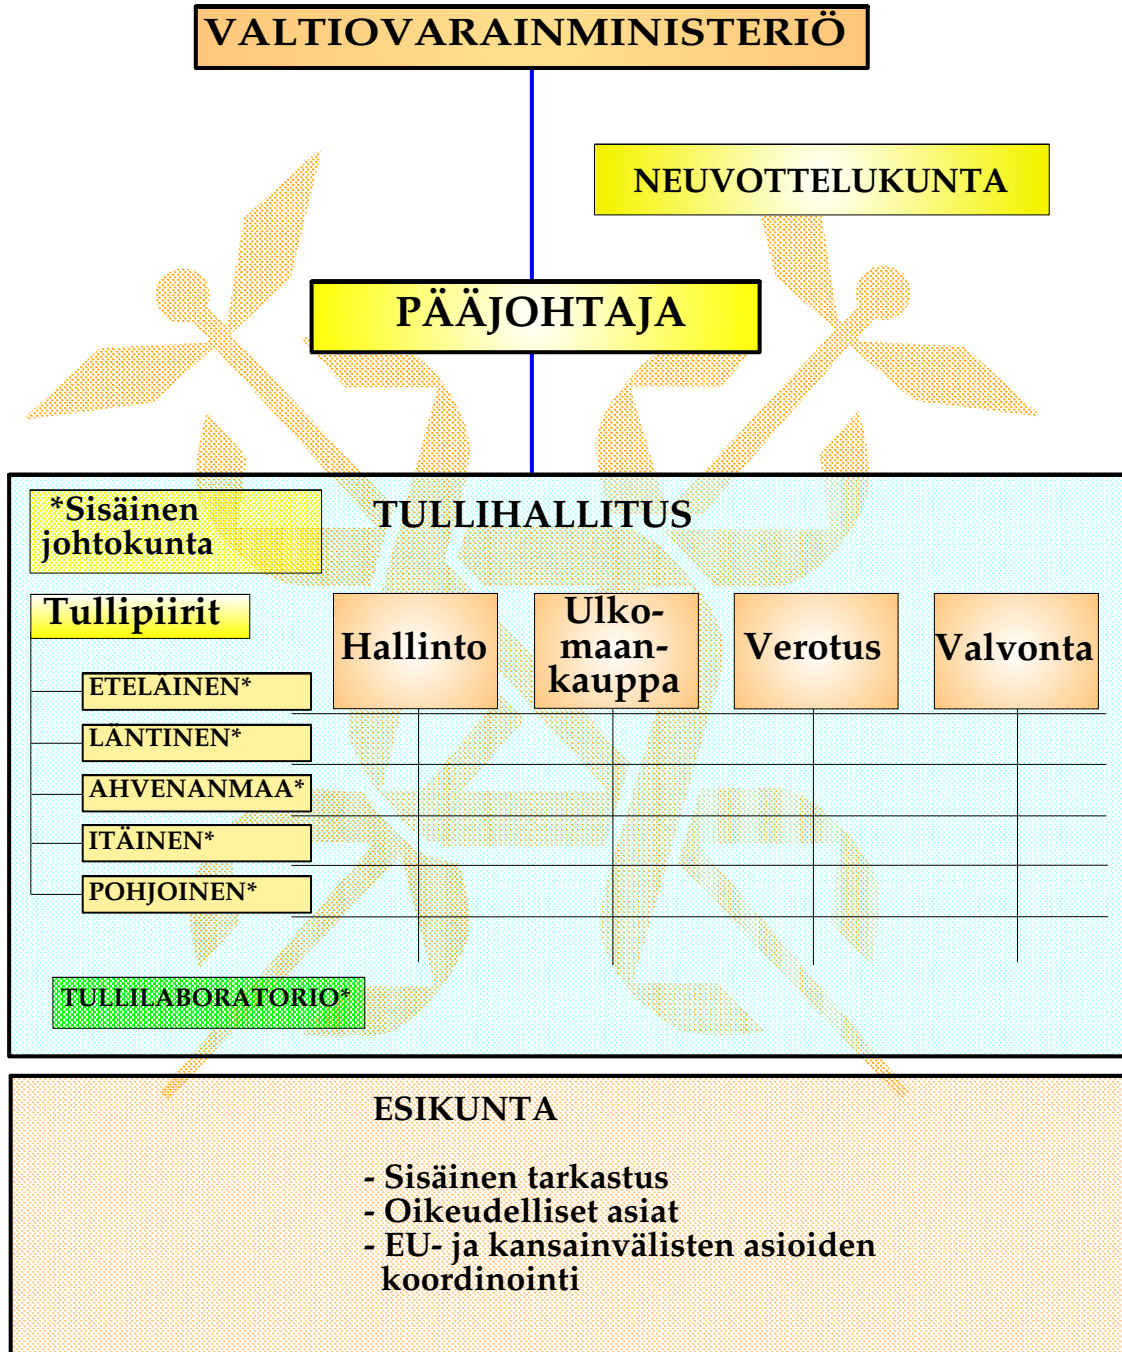 VALTIOVARAINMINISTERIÖ
NEUVOTTELUKUNTA
PÄÄJOHTAJA
*Sisäinen
johtokunta
TULLIHALLITUS
Tullipiirit
Hallinto
Ulko-
maan-
kauppa
Verotus
Valvonta
ETELÄINEN*
LÄNTINEN*
AHVENANMAA*
ITÄINEN*
POHJOINEN*
TULLILABORATORIO*
ESIKUNTA
- Sisäinen tarkastus
- Oikeudelliset asiat
- EU- ja kansainvälisten asioiden
koordinointi